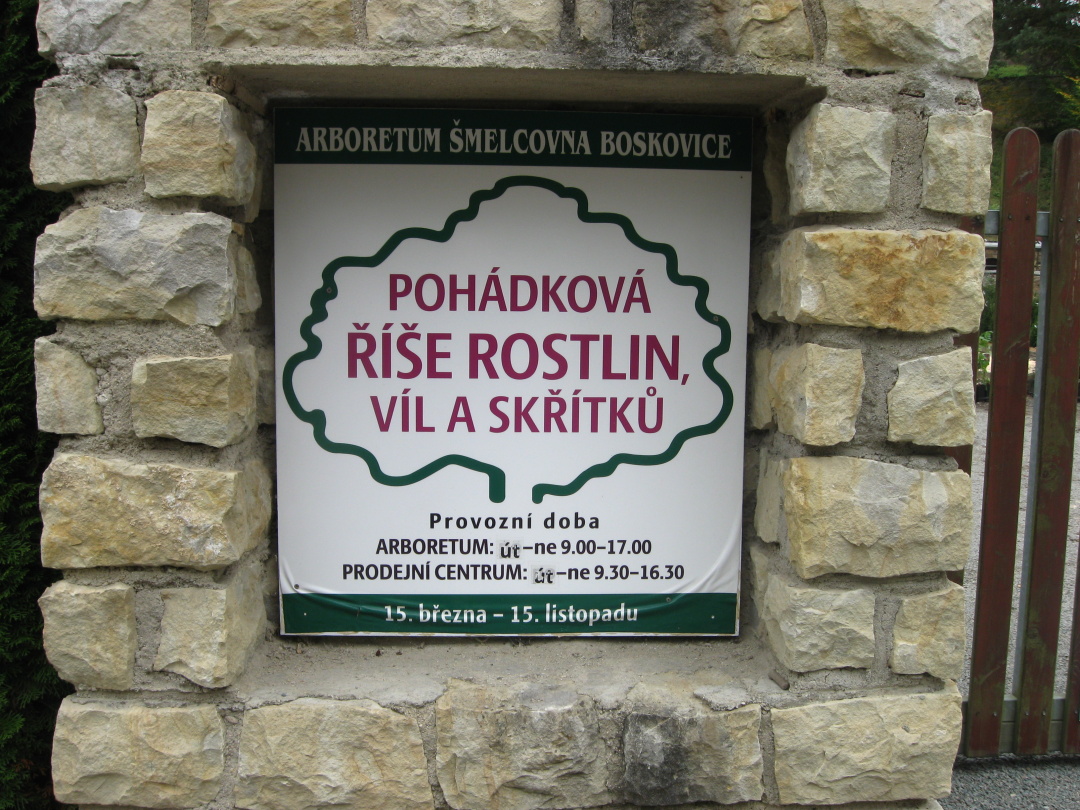 ARBORETUM ŠMELCOVNA BOSKOVICE
POHÁDKOVÁ
ŘÍŠE ROSTLIN,
VÍL A SKŘÍTKŮ
Provozní doba
ARBORETUM: út–ne 9.00–17.00
PRODEJNÍ CENTRUM: út–ne 9.30–16.30
15. března – 15. listopadu